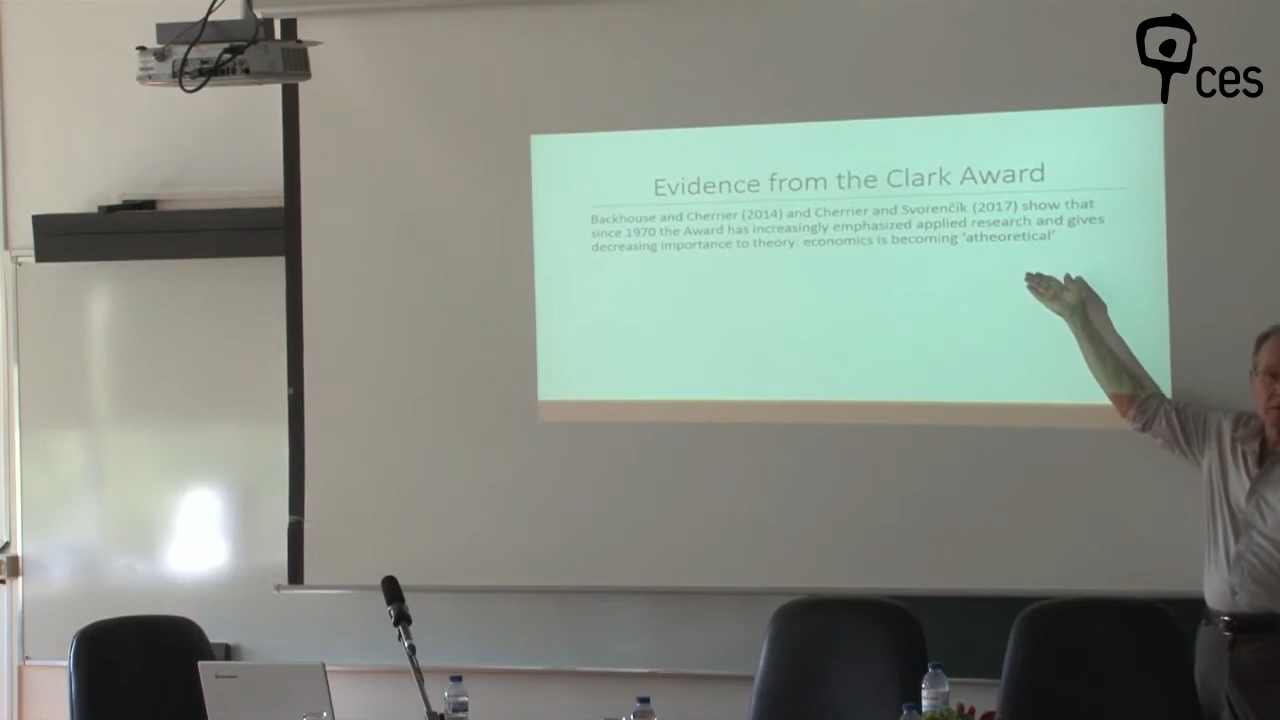 ces
Evidence from the Clark Award
Backhouse and Cherrier (2014) and Cherrier and Svorenčík (2017) show that
since 1970 the Award has increasingly emphasized applied research and gives
decreasing importance to theory: economics is becoming 'atheoretical'